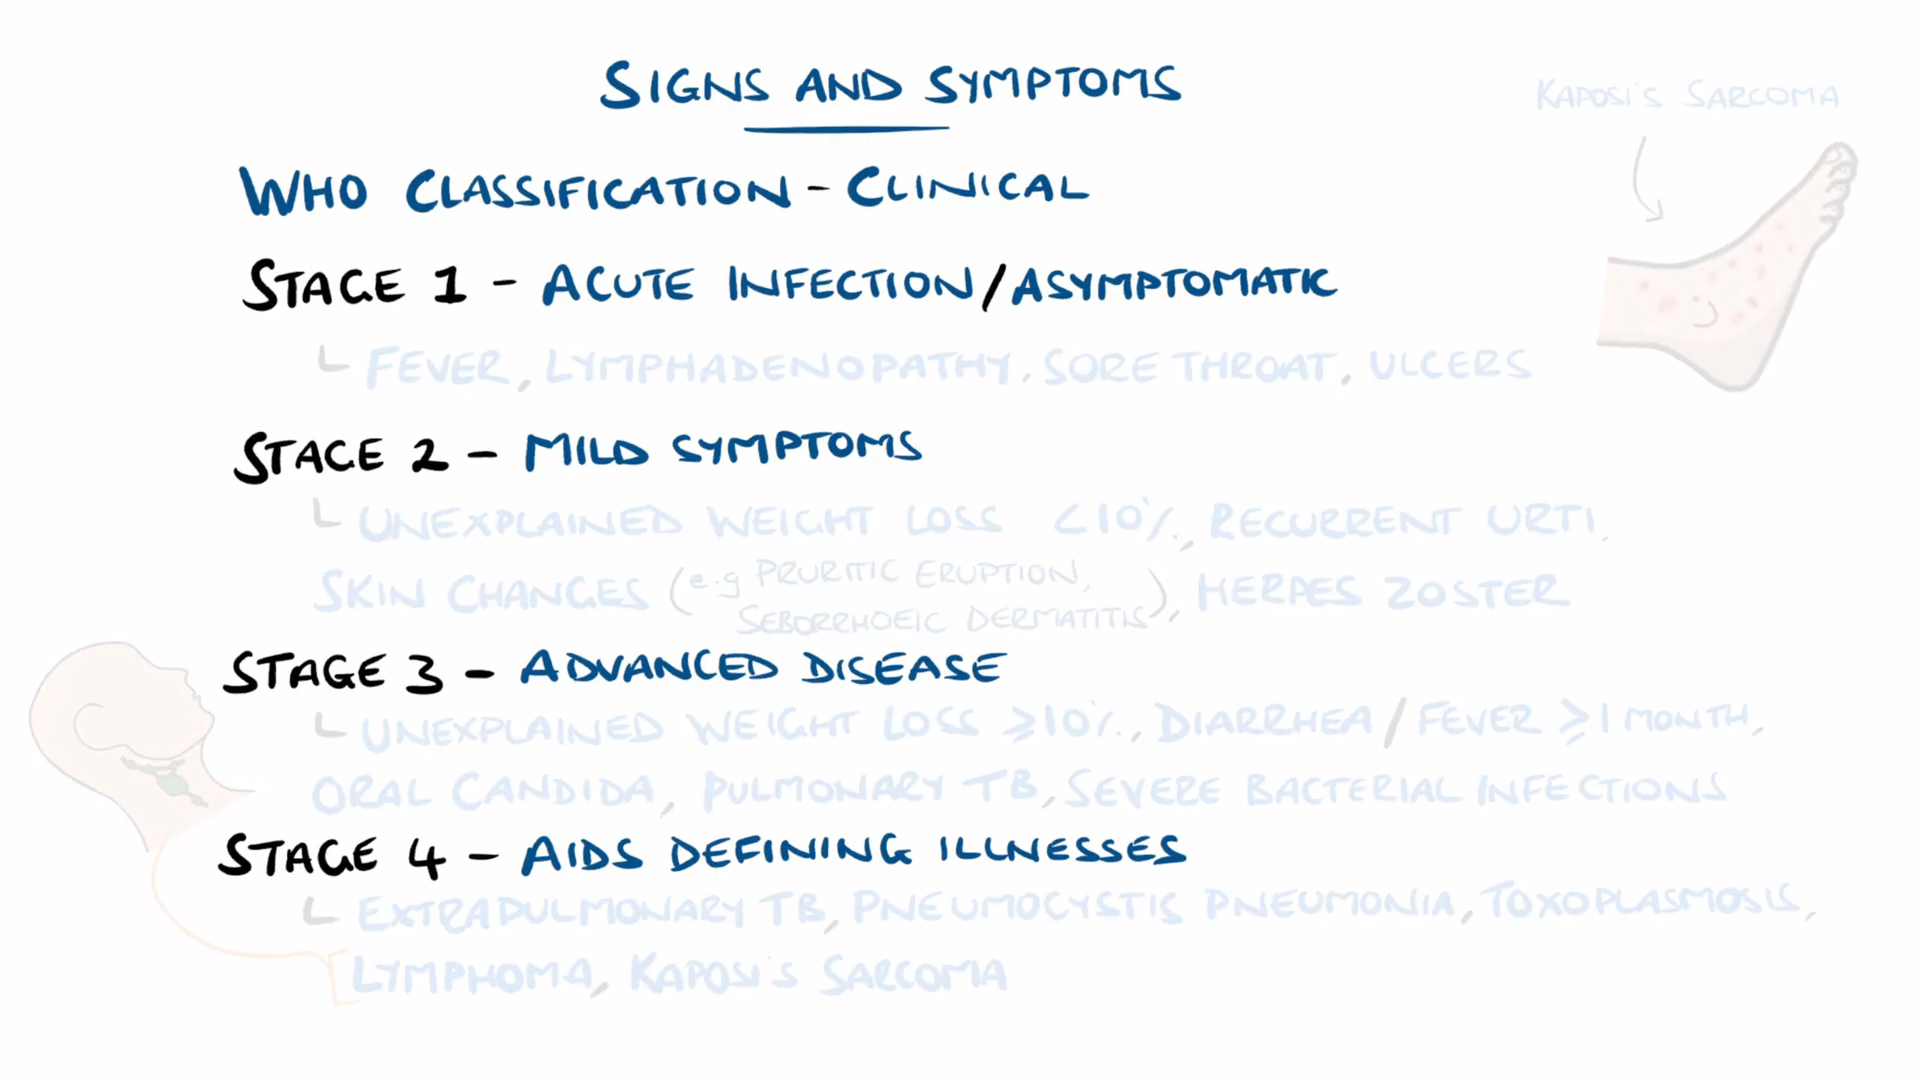 SIGNS AND SYMPTOMS
KAPOSI'S SARCOMA
WHO CLASSIFICATION - CLINICAL
STAGE 1 - ACUTE INFECTION/ASYMPTOMATIC
FEVER, LYMPHADENOPATHY, SORE THROAT, ULCERS
STAGE 2 - MILD SYMPTOMS
UNEXPLAINED WEIGHT LOSS <10%, RECURRENT URTI,
SKIN CHANGES (e.g PRURITIC ERUPTION, SEBORRHOEIC DERMATITIS), HERPES ZOSTER
STAGE 3 - ADVANCED DISEASE
UNEXPLAINED WEIGHT LOSS ≥10%, DIARRHEA/FEVER ≥1 MONTH,
ORAL CANDIDA, PULMONARY TB, SEVERE BACTERIAL INFECTIONS
STAGE 4 - AIDS DEFINING ILLNESSES
EXTRAPULMONARY TB, PNEUMOCYSTIS PNEUMONIA, TOXOPLASMOSIS,
LYMPHOMA, KAPOSI'S SARCOMA